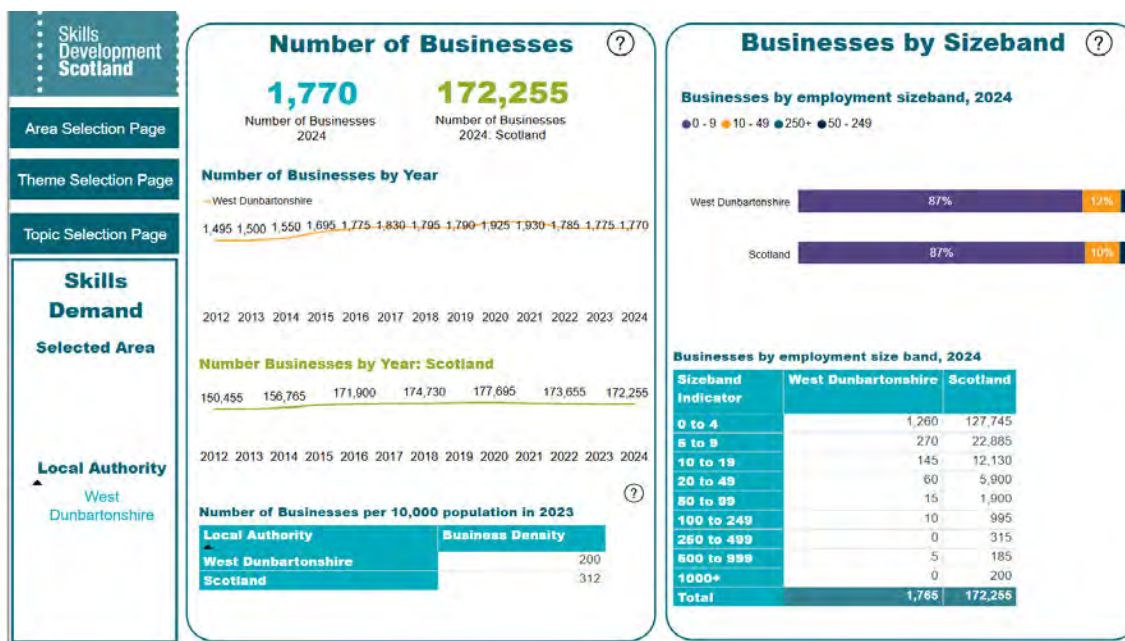 Skills
Development
Scotland
Area Selection Page
Theme Selection Page
Topic Selection Page
Skills
Demand
Selected Area
Local Authority
West
Dunbartonshire
Number of Businesses ?
1,770 172,255
Number of Businesses Number of Businesses
2024 2024: Scotland
Number of Businesses by Year
West Dunbartonshire
1,495 1,500 1,550 1,695 1,775 1,830 1,795 1,790 1,925 1,930 1,785 1,775 1,770
2012 2013 2014 2015 2016 2017 2018 2019 2020 2021 2022 2023 2024
Number Businesses by Year: Scotland
150,455 156,765 171,900 174,730 177,695 173,655 172,255
2012 2013 2014 2015 2016 2017 2018 2019 2020 2021 2022 2023 2024
?
Number of Businesses per 10,000 population in 2023
Local Authority Business Density
West Dunbartonshire 200
Scotland 312
Businesses by Sizeband ?
Businesses by employment sizeband, 2024
0 - 9 10 - 49 250+ 50 - 249
West Dunbartonshire 87% 12%
Scotland 87% 10%
Businesses by employment size band, 2024
Sizeband West Dunbartonshire Scotland
Indicator
0 to 4 1,260 127,745
5 to 9 270 22,885
10 to 19 145 12,130
20 to 49 60 5,900
50 to 99 15 1,900
100 to 249 10 995
250 to 499 0 315
500 to 999 5 185
1000+ 0 200
Total 1,765 172,255